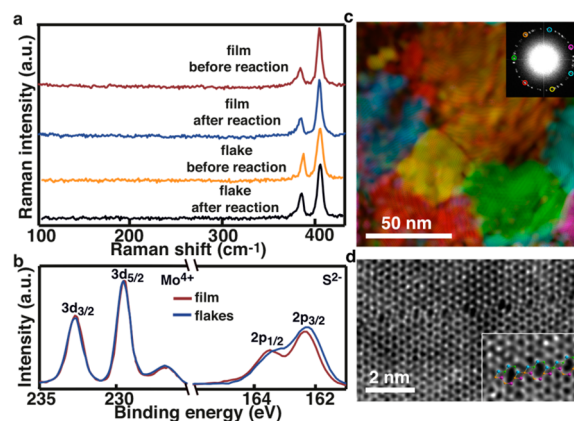 a
Raman intensity (a.u.)
film
before reaction
film
after reaction
flake
before reaction
flake
after reaction
100
200
300
400
Raman shift (cm⁻¹)
b
Intensity (a.u.)
3d3/2
3d5/2
Mo⁴⁺
film
flakes
S²⁻
2p1/2
2p3/2
235
230
164
162
Binding energy (eV)
c
50 nm
d
2 nm